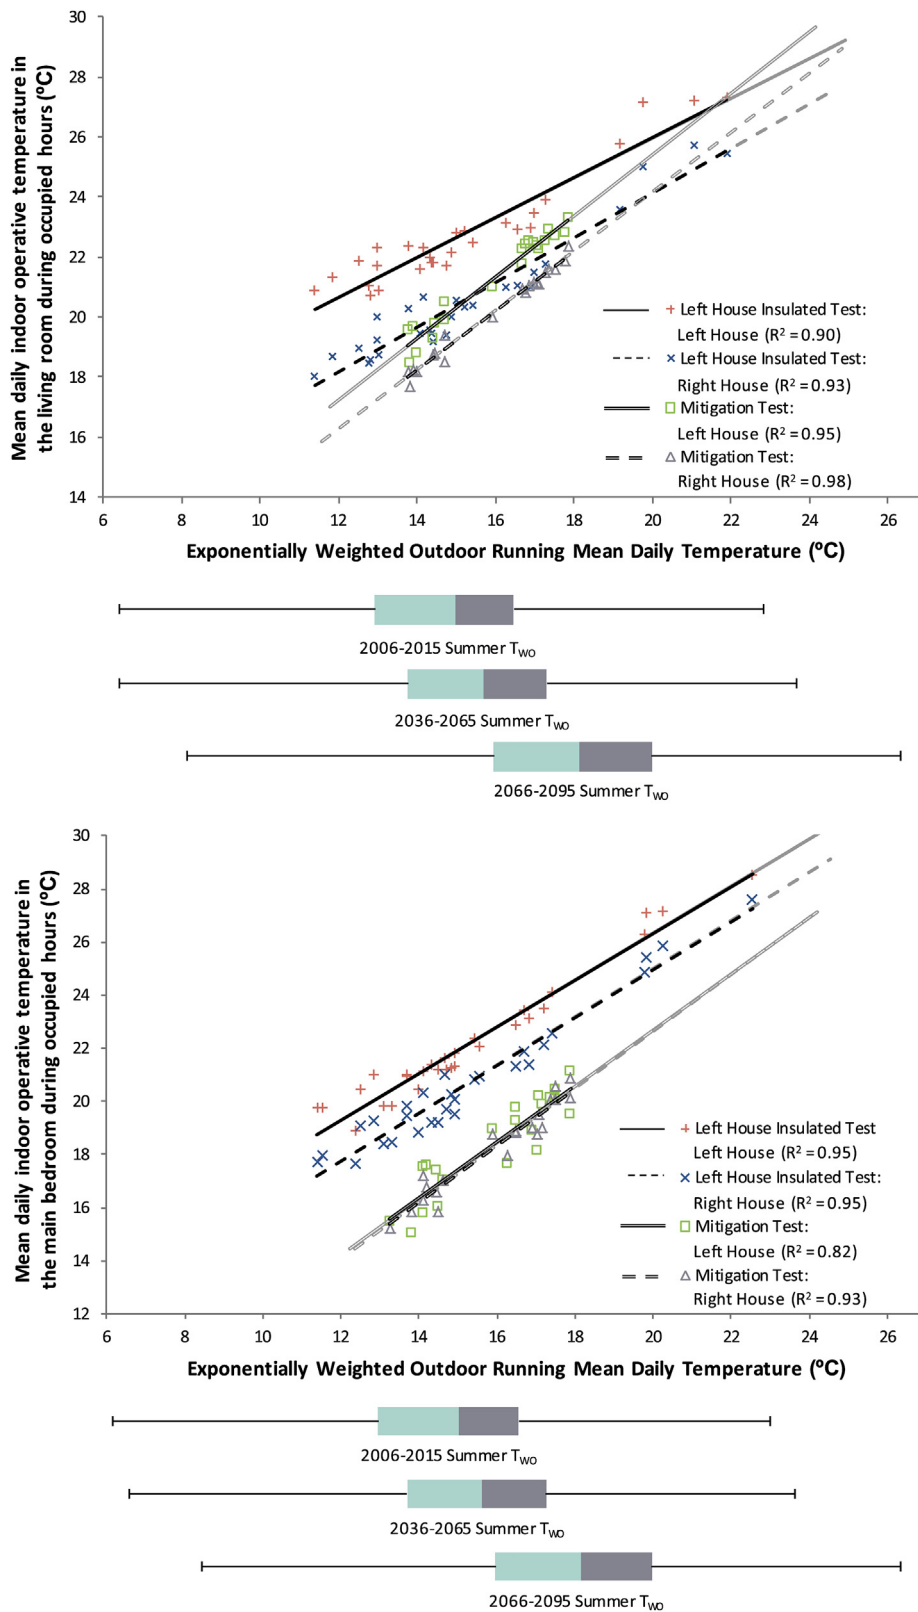 Mean daily indoor operative temperature in
the living room during occupied hours (°C)
30
28
26
24
22
20
18
16
14
+ Left House Insulated Test:
Left House (R² = 0.90)
× Left House Insulated Test:
Right House (R² = 0.93)
Mitigation Test:
Left House (R² = 0.95)
Mitigation Test:
Right House (R² = 0.98)
6 8 10 12 14 16 18 20 22 24 26
Exponentially Weighted Outdoor Running Mean Daily Temperature (°C)
2006-2015 Summer TWO
2036-2065 Summer TWO
2066-2095 Summer TWO
Mean daily indoor operative temperature in
the main bedroom during occupied hours (°C)
30
28
26
24
22
20
18
16
14
12
+ Left House Insulated Test
Left House (R² = 0.95)
× Left House Insulated Test:
Right House (R² = 0.95)
Mitigation Test:
Left House (R² = 0.82)
Mitigation Test:
Right House (R² = 0.93)
6 8 10 12 14 16 18 20 22 24 26
Exponentially Weighted Outdoor Running Mean Daily Temperature (°C)
2006-2015 Summer TWO
2036-2065 Summer TWO
2066-2095 Summer TWO